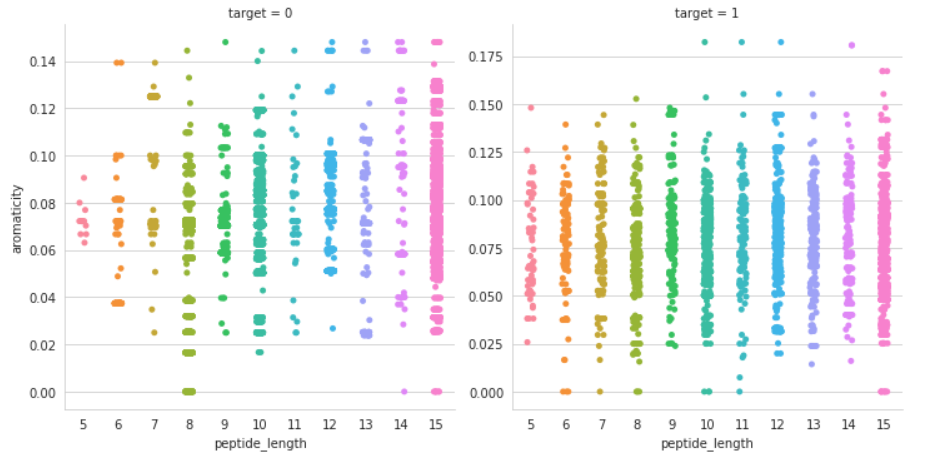 target = 0
target = 1
0.14
0.12
0.10
0.08
0.06
0.04
0.02
0.00
aromaticity
5 6 7 8 9 10 11 12 13 14 15
peptide_length
0.175
0.150
0.125
0.100
0.075
0.050
0.025
0.000
5 6 7 8 9 10 11 12 13 14 15
peptide_length